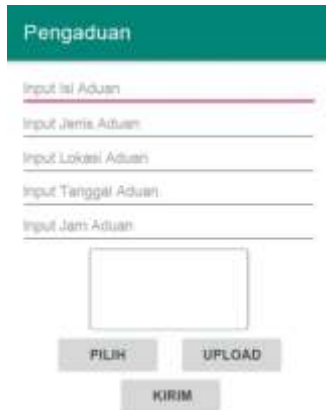 Pengaduan
Input Isi Aduan
Input Jenis Aduan
Input Lokasi Aduan
Input Tanggal Aduan
Input Jam Aduan
PILIH UPLOAD
KIRIM